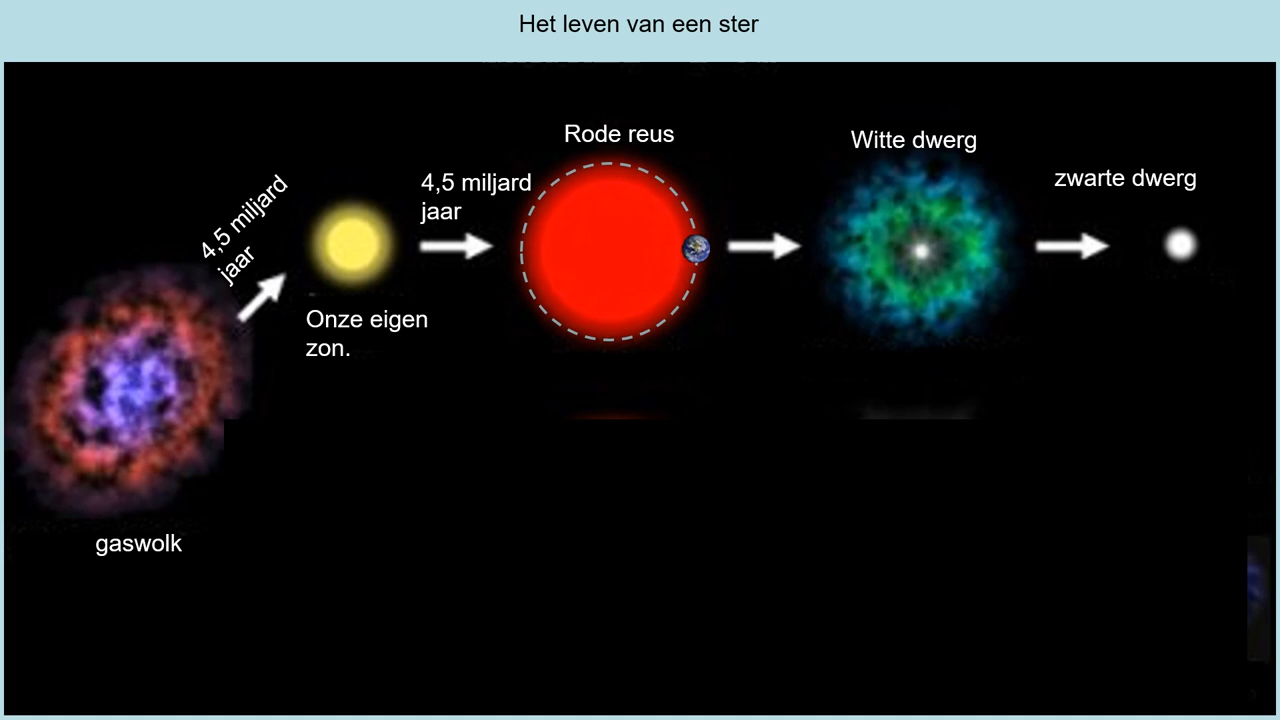 Het leven van een ster
Rode reus
Witte dwerg
zwarte dwerg
4,5 miljard
jaar
4,5 miljard
jaar
Onze eigen
zon.
gaswolk